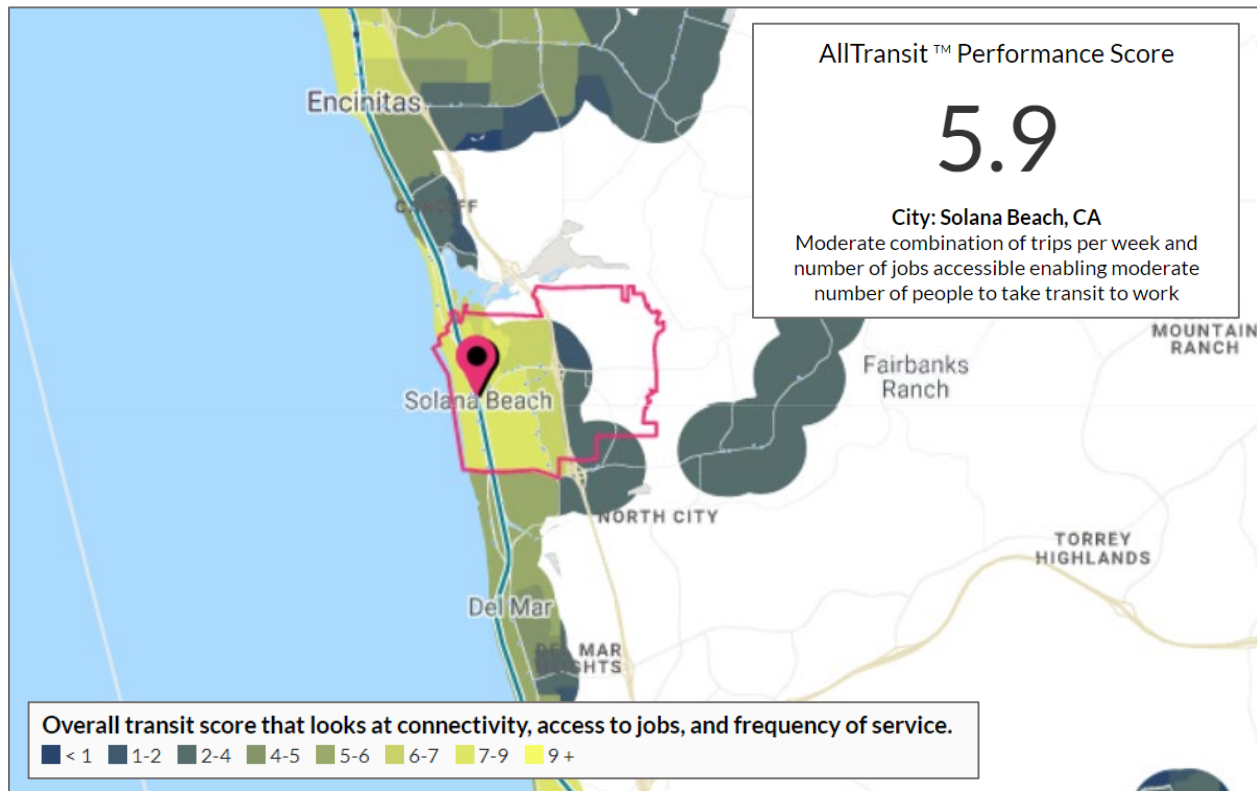 AllTransit ™ Performance Score
5.9
City: Solana Beach, CA
Moderate combination of trips per week and
number of jobs accessible enabling moderate
number of people to take transit to work
Encinitas
CARDIFF
Solana Beach
MOUNTAIN
RANCH
Fairbanks
Ranch
NORTH CITY
TORREY
HIGHLANDS
Del Mar
DEL MAR
HEIGHTS
Overall transit score that looks at connectivity, access to jobs, and frequency of service.
< 1 1-2 2-4 4-5 5-6 6-7 7-9 9 +